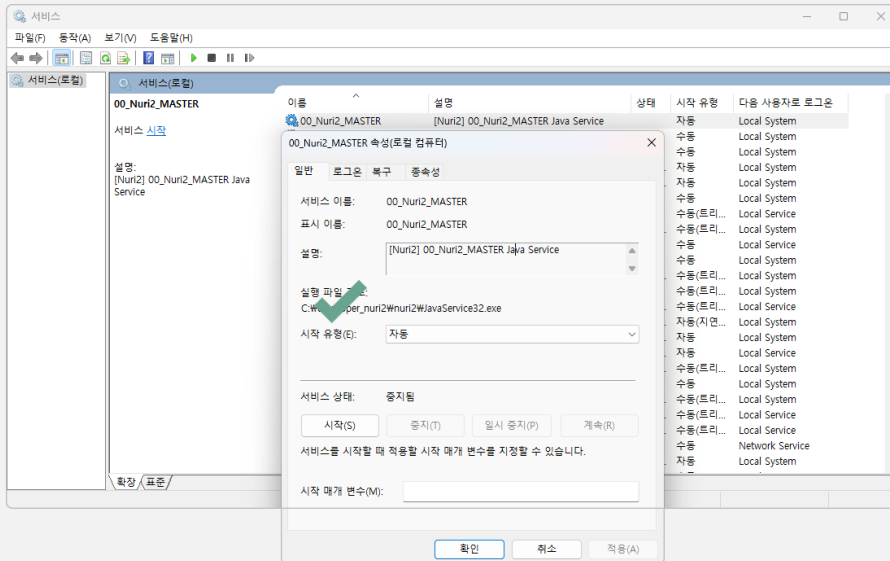 서비스
파일(F) 동작(A) 보기(V) 도움말(H)
서비스(로컬)
서비스(로컬)
00_Nuri2_MASTER
서비스 시작
설명:
[Nuri2] 00_Nuri2_MASTER Java
Service
이름 설명 상태 시작 유형 다음 사용자로 로그온
00_Nuri2_MASTER [Nuri2] 00_Nuri2_MASTER Java Service 자동 Local System
수동 Local System
수동 Local System
자동 Local System
자동 Local System
수동 Local System
수동(트리... Local Service
수동(트리... Local System
수동 Local Service
수동 Local System
수동(트리... Local System
수동(트리... Local System
수동(트리... Local Service
자동(지연... Local System
자동 Local System
자동 Local Service
수동(트리... Local System
수동 Local System
수동(트리... Local System
수동(트리... Local Service
수동(트리... Local Service
수동 Network Service
자동 Local System
00_Nuri2_MASTER 속성(로컬 컴퓨터)
일반 로그온 복구 종속성
서비스 이름: 00_Nuri2_MASTER
표시 이름: 00_Nuri2_MASTER
설명: [Nuri2] 00_Nuri2_MASTER Java Service
실행 파일
_nuri2₩nuri2₩JavaService32.exe
시작 유형(E): 자동
서비스 상태: 중지됨
시작(S) 중지(T) 일시 중지(P) 계속(R)
서비스를 시작할 때 적용할 시작 매개 변수를 지정할 수 있습니다.
시작 매개 변수(M):
확인 취소 적용(A)
확장 표준